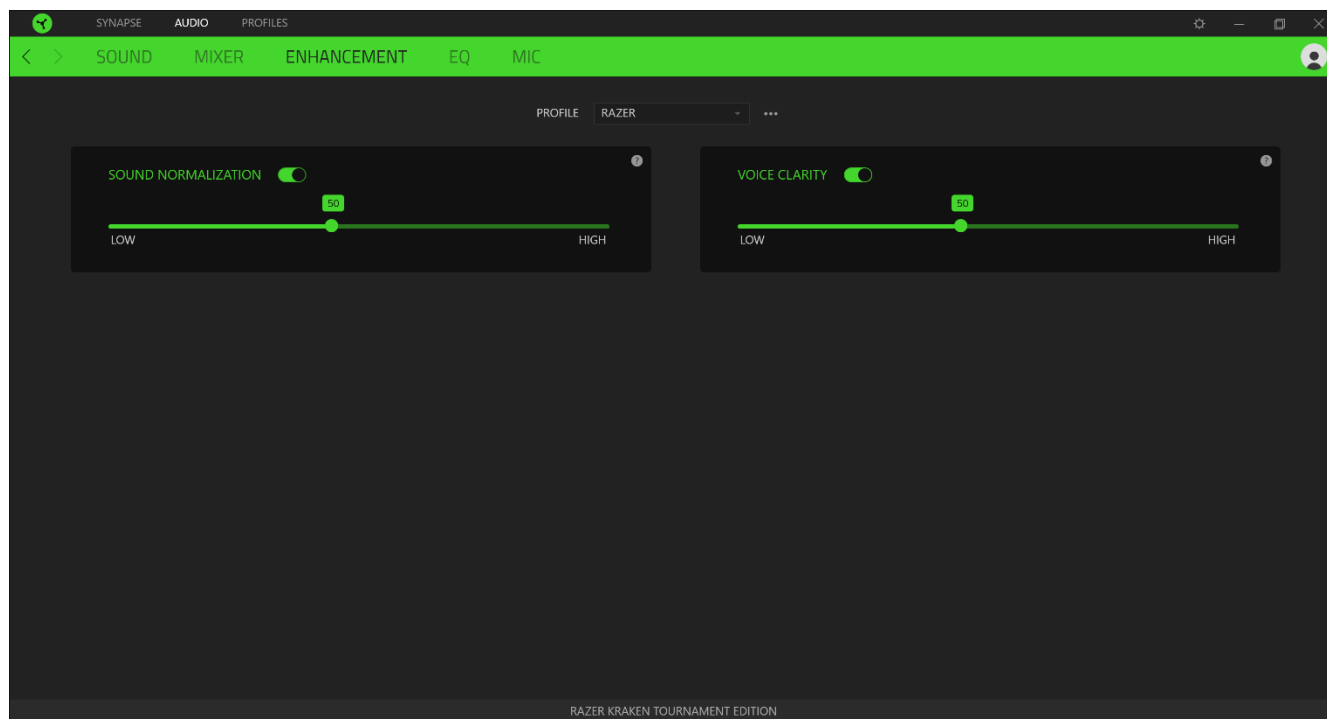 SYNAPSE AUDIO PROFILES
SOUND MIXER ENHANCEMENT EQ MIC
PROFILE RAZER
SOUND NORMALIZATION
50
LOW HIGH
?
VOICE CLARITY
50
LOW HIGH
?
RAZER KRAKEN TOURNAMENT EDITION